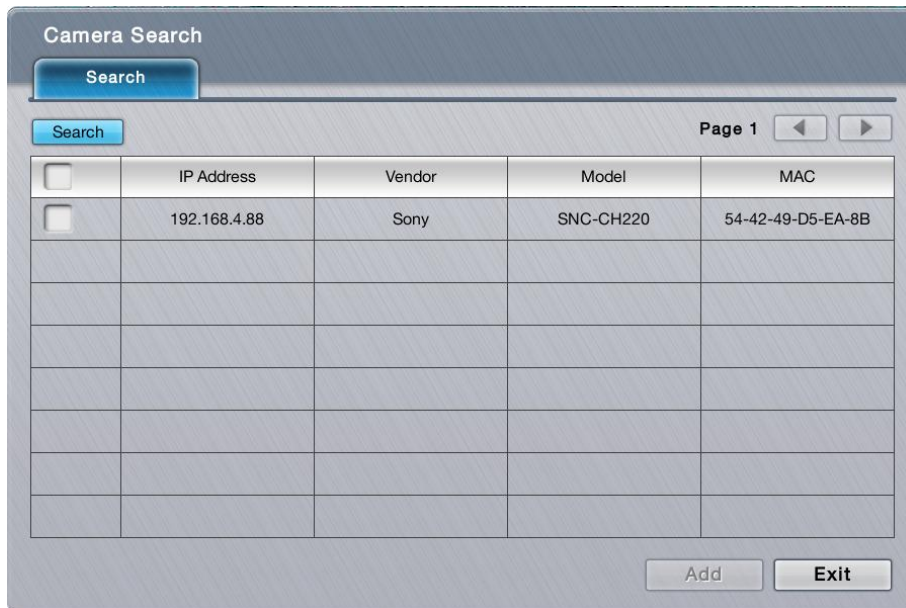 Camera Search
Search
Search Page 1
IP Address Vendor Model MAC
192.168.4.88 Sony SNC-CH220 54-42-49-D5-EA-8B
Add Exit